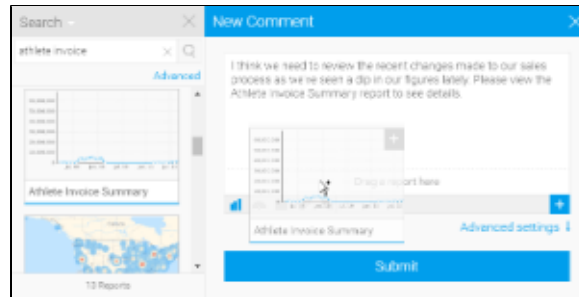 Search
athlete invoice
Advanced
Athlete Invoice Summary
10 Reports
New Comment
I think we need to review the recent changes made to our sales
process as we're seen a dip in our figures lately. Please view the
Athlete Invoice Summary report to see details.
Drag a report here
Athlete Invoice Summary
Advanced settings
Submit